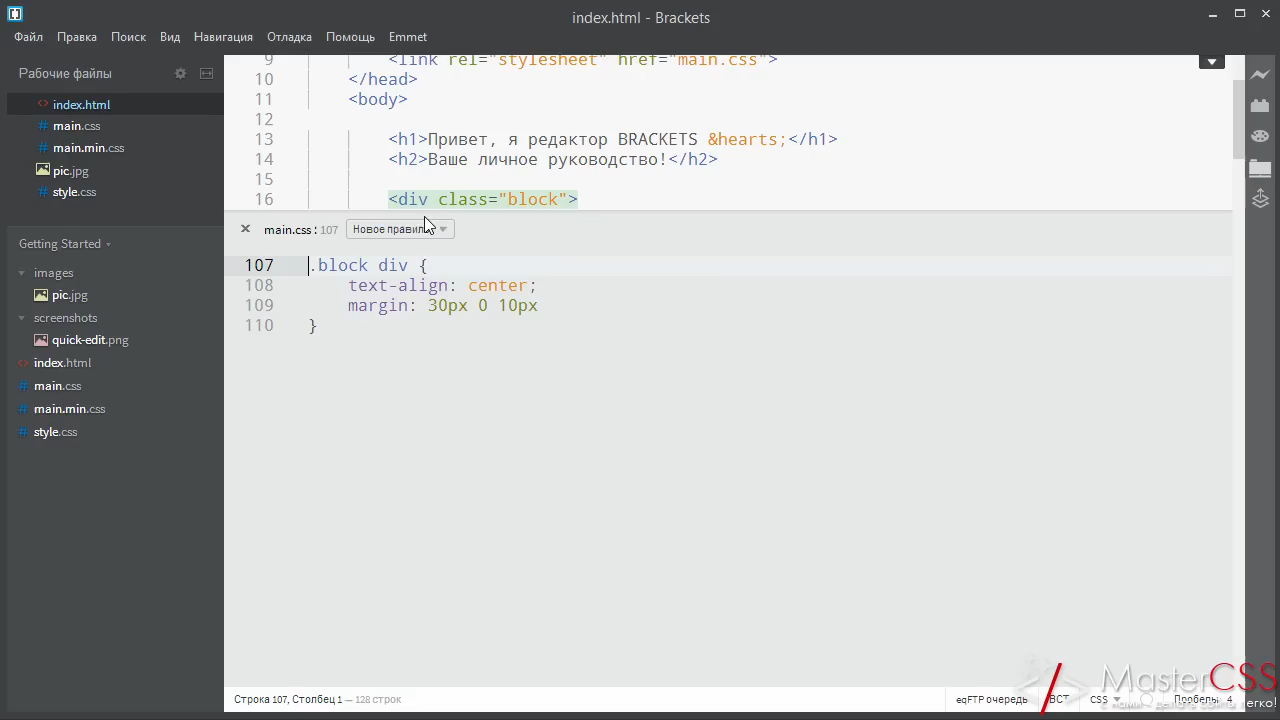 index.html - Brackets
Файл Правка Поиск Вид Навигация Отладка Помощь Emmet
Рабочие файлы
index.html
main.css
main.min.css
pic.jpg
style.css
Getting Started
images
pic.jpg
screenshots
quick-edit.png
index.html
main.css
main.min.css
style.css
9 <link rel="stylesheet" href="main.css">
10 </head>
11 <body>
12
13 <h1>Привет, я редактор BRACKETS &hearts;</h1>
14 <h2>Ваше личное руководство!</h2>
15
16 <div class="block">
× main.css : 107 Новое правило
107 .block div {
108 text-align: center;
109 margin: 30px 0 10px
110 }
Строка 107, Столбец 1 — 128 строк
eqFTP очередь ВСТ CSS Пробелы: 4
MasterCSS